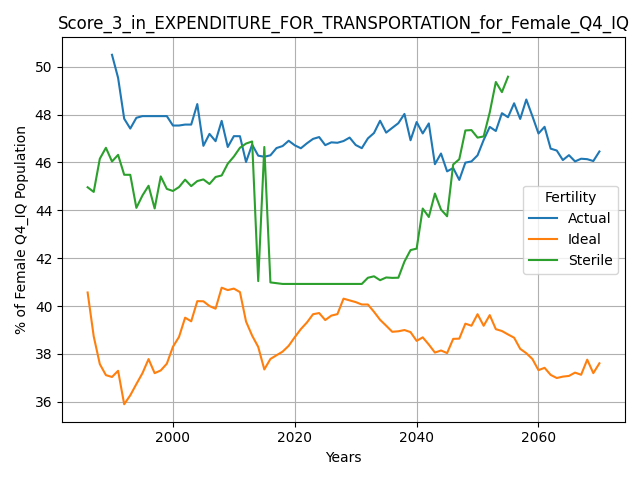 Score_3_in_EXPENDITURE_FOR_TRANSPORTATION_for_Female_Q4_IQ
% of Female Q4_IQ Population
50
48
46
44
42
40
38
36
Fertility
Actual
Ideal
Sterile
2000
2020
2040
2060
Years